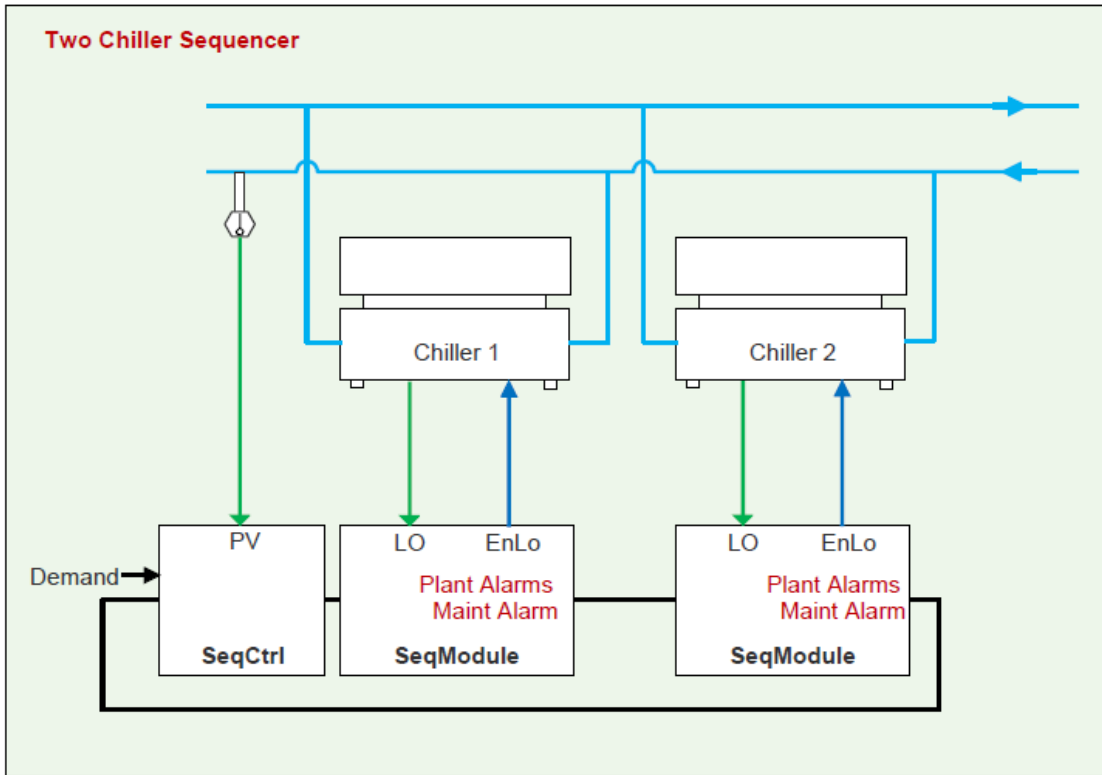 Two Chiller Sequencer
Chiller 1
Chiller 2
PV
LO EnLo
LO EnLo
Demand
Plant Alarms
Maint Alarm
Plant Alarms
Maint Alarm
SeqCtrl
SeqModule
SeqModule